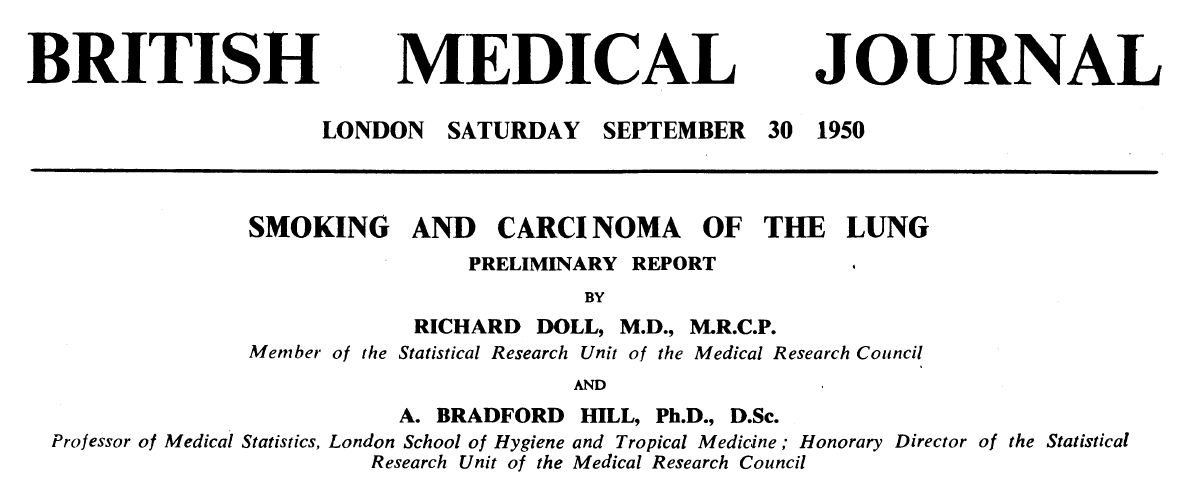 BRITISH MEDICAL JOURNAL
LONDON SATURDAY SEPTEMBER 30 1950
SMOKING AND CARCINOMA OF THE LUNG
PRELIMINARY REPORT
BY
RICHARD DOLL, M.D., M.R.C.P.
Member of the Statistical Research Unit of the Medical Research Council
AND
A. BRADFORD HILL, Ph.D., D.Sc.
Professor of Medical Statistics, London School of Hygiene and Tropical Medicine; Honorary Director of the Statistical
Research Unit of the Medical Research Council